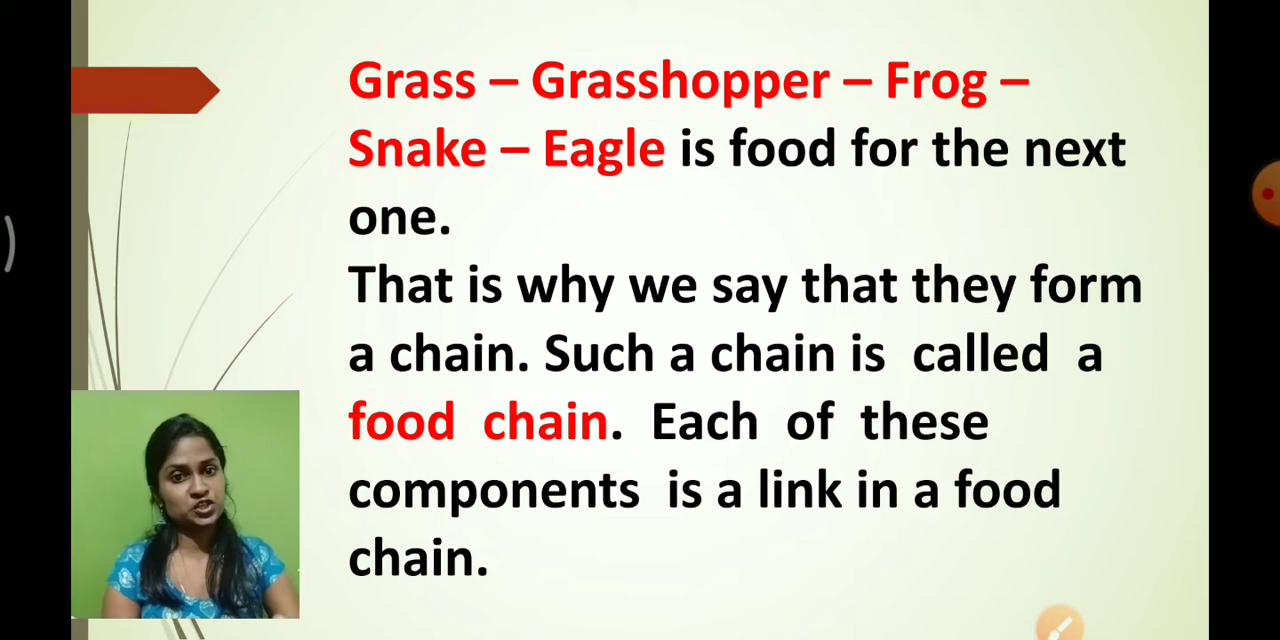 Grass – Grasshopper – Frog –
Snake – Eagle is food for the next
one.
That is why we say that they form
a chain. Such a chain is called a
food chain. Each of these
components is a link in a food
chain.